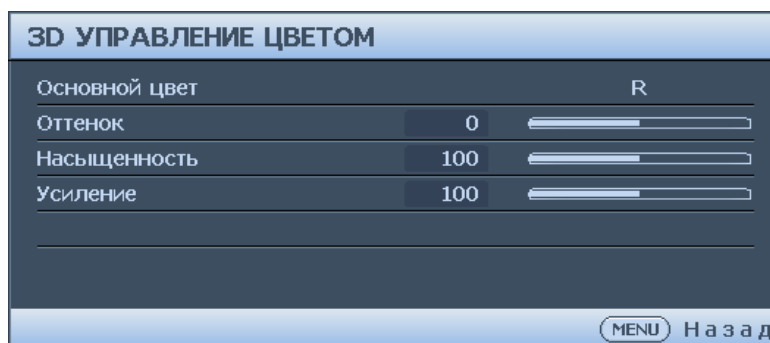 3D УПРАВЛЕНИЕ ЦВЕТОМ
Основной цвет R
Оттенок 0
Насыщенность 100
Усиление 100
MENU Назад